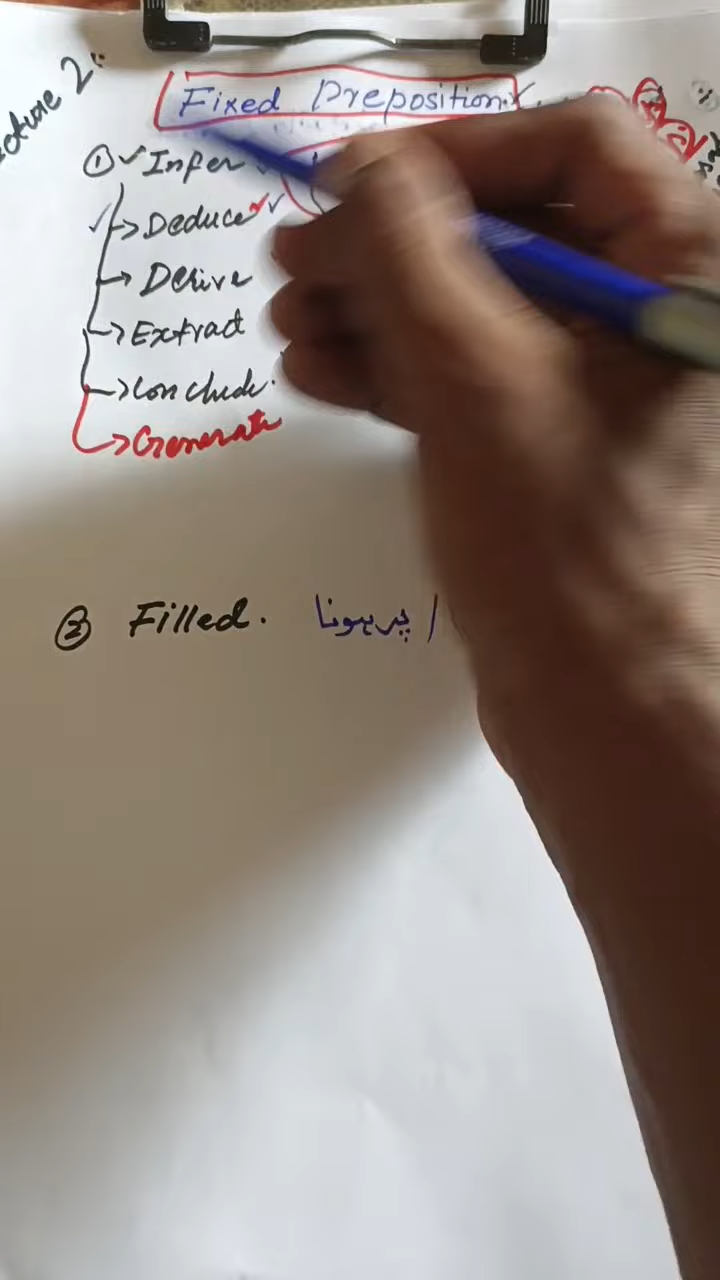 Lecture 2
Fixed Preposition
① Infer
→ Deduce
→ Derive
→ Extract
→ Conclude.
→ Generate
② Filled. پر ہونا /